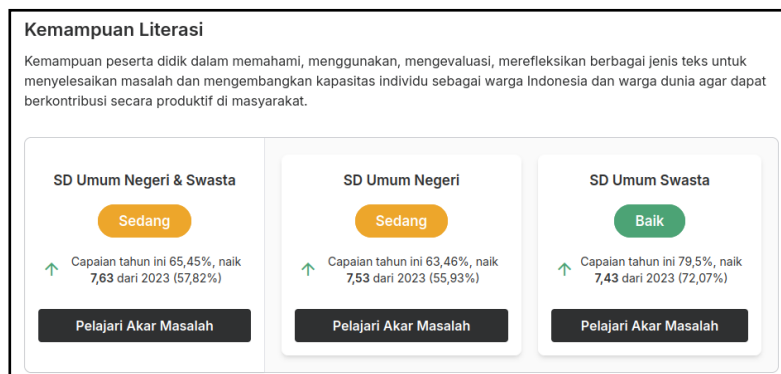 Kemampuan Literasi
Kemampuan peserta didik dalam memahami, menggunakan, mengevaluasi, merefleksikan berbagai jenis teks untuk
menyelesaikan masalah dan mengembangkan kapasitas individu sebagai warga Indonesia dan warga dunia agar dapat
berkontribusi secara produktif di masyarakat.
SD Umum Negeri & Swasta
Sedang
Capaian tahun ini 65,45%, naik
7,63 dari 2023 (57,82%)
Pelajari Akar Masalah
SD Umum Negeri
Sedang
Capaian tahun ini 63,46%, naik
7,53 dari 2023 (55,93%)
Pelajari Akar Masalah
SD Umum Swasta
Baik
Capaian tahun ini 79,5%, naik
7,43 dari 2023 (72,07%)
Pelajari Akar Masalah